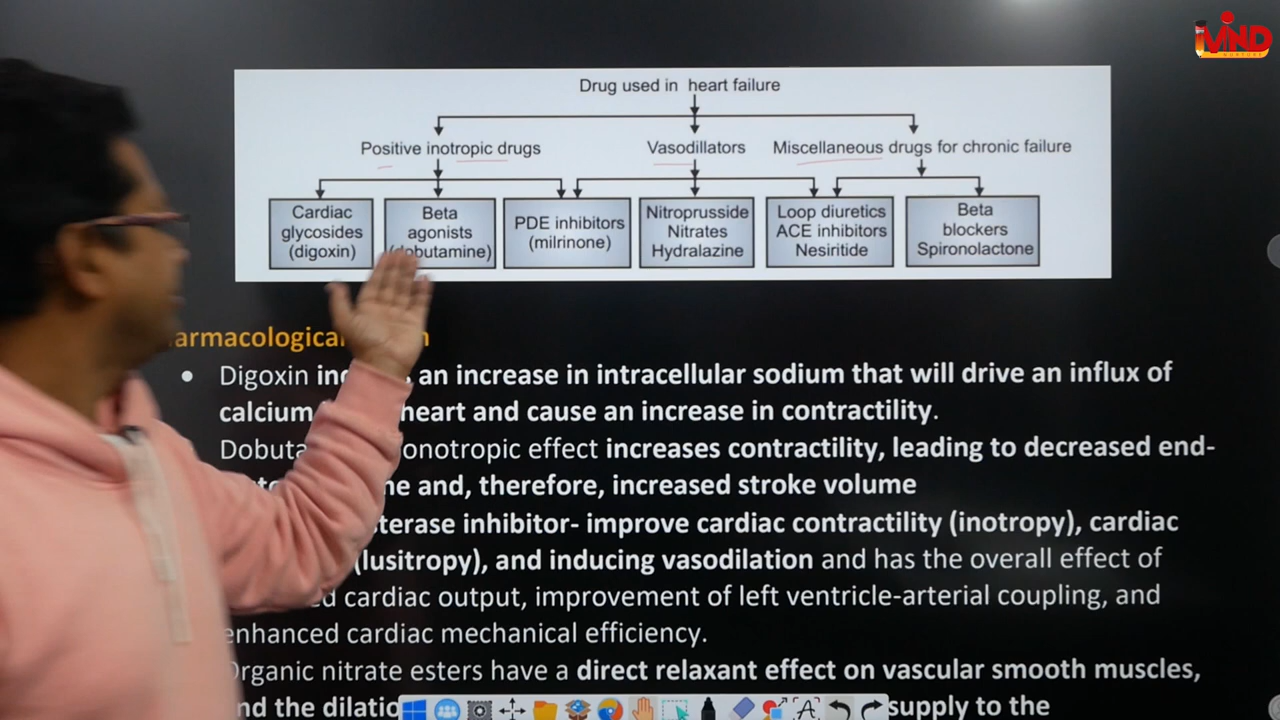 iMIND
Drug used in heart failure
Positive inotropic drugs
Vasodillators
Miscellaneous drugs for chronic failure
Cardiac
glycosides
(digoxin)
Beta
agonists
(dobutamine)
PDE inhibitors
(milrinone)
Nitroprusside
Nitrates
Hydralazine
Loop diuretics
ACE inhibitors
Nesiritide
Beta
blockers
Spironolactone
armacological
• Digoxin an increase in intracellular sodium that will drive an influx of
calcium heart and cause an increase in contractility.
Dobuta onotropic effect increases contractility, leading to decreased end-
and, therefore, increased stroke volume
terase inhibitor- improve cardiac contractility (inotropy), cardiac
(lusitropy), and inducing vasodilation and has the overall effect of
cardiac output, improvement of left ventricle-arterial coupling, and
enhanced cardiac mechanical efficiency.
Organic nitrate esters have a direct relaxant effect on vascular smooth muscles,
and the dilatio supply to the